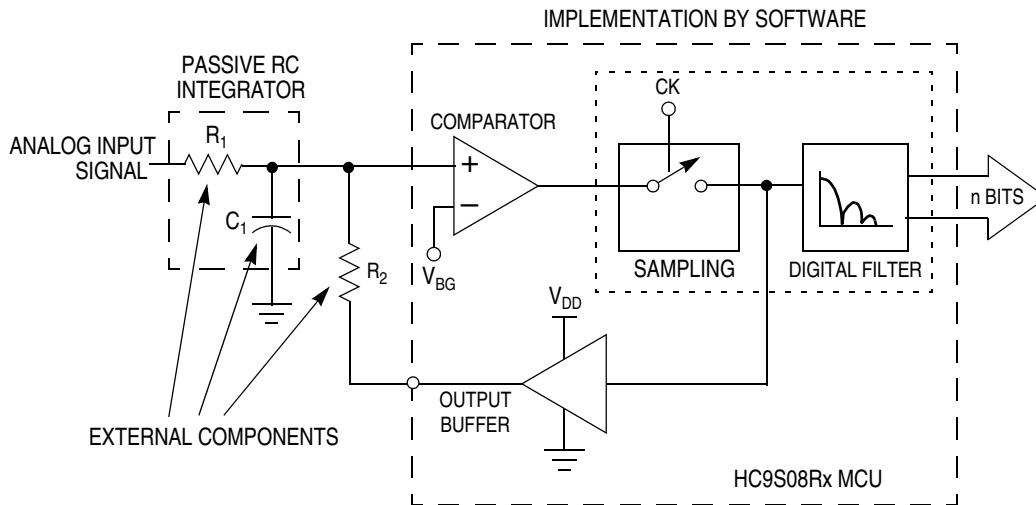 IMPLEMENTATION BY SOFTWARE
PASSIVE RC
INTEGRATOR
CK
COMPARATOR
ANALOG INPUT
SIGNAL
R1
+
−
C1
VBG
R2
SAMPLING
DIGITAL FILTER
n BITS
VDD
OUTPUT
BUFFER
EXTERNAL COMPONENTS
HC9S08Rx MCU